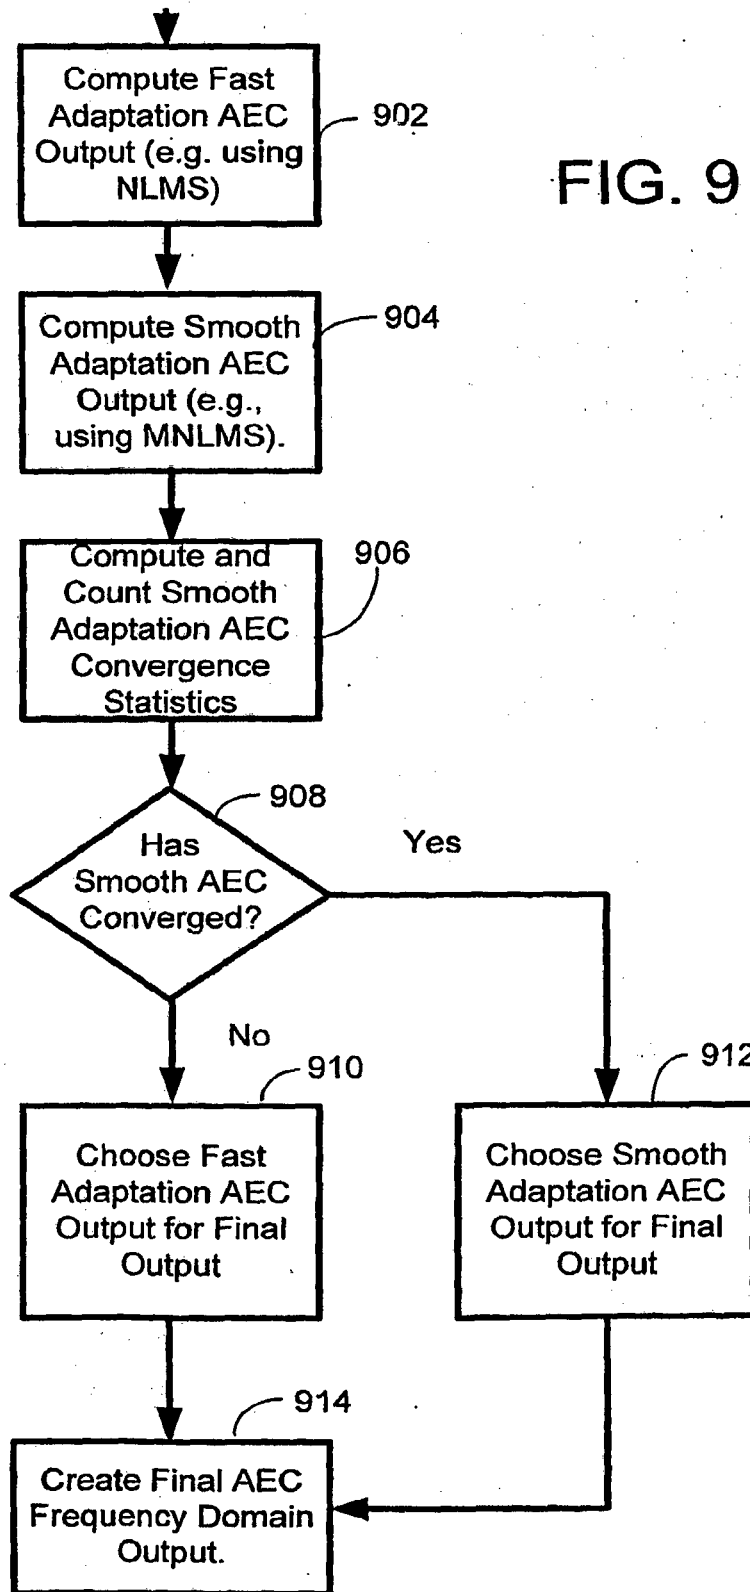 Compute Fast
Adaptation AEC
Output (e.g. using
NLMS)
902
FIG. 9
Compute Smooth
Adaptation AEC
Output (e.g.,
using MNLMS).
904
Compute and
Count Smooth
Adaptation AEC
Convergence
Statistics
906
908
Has
Smooth AEC
Converged?
Yes
No
910
912
Choose Fast
Adaptation AEC
Output for Final
Output
Choose Smooth
Adaptation AEC
Output for Final
Output
914
Create Final AEC
Frequency Domain
Output.